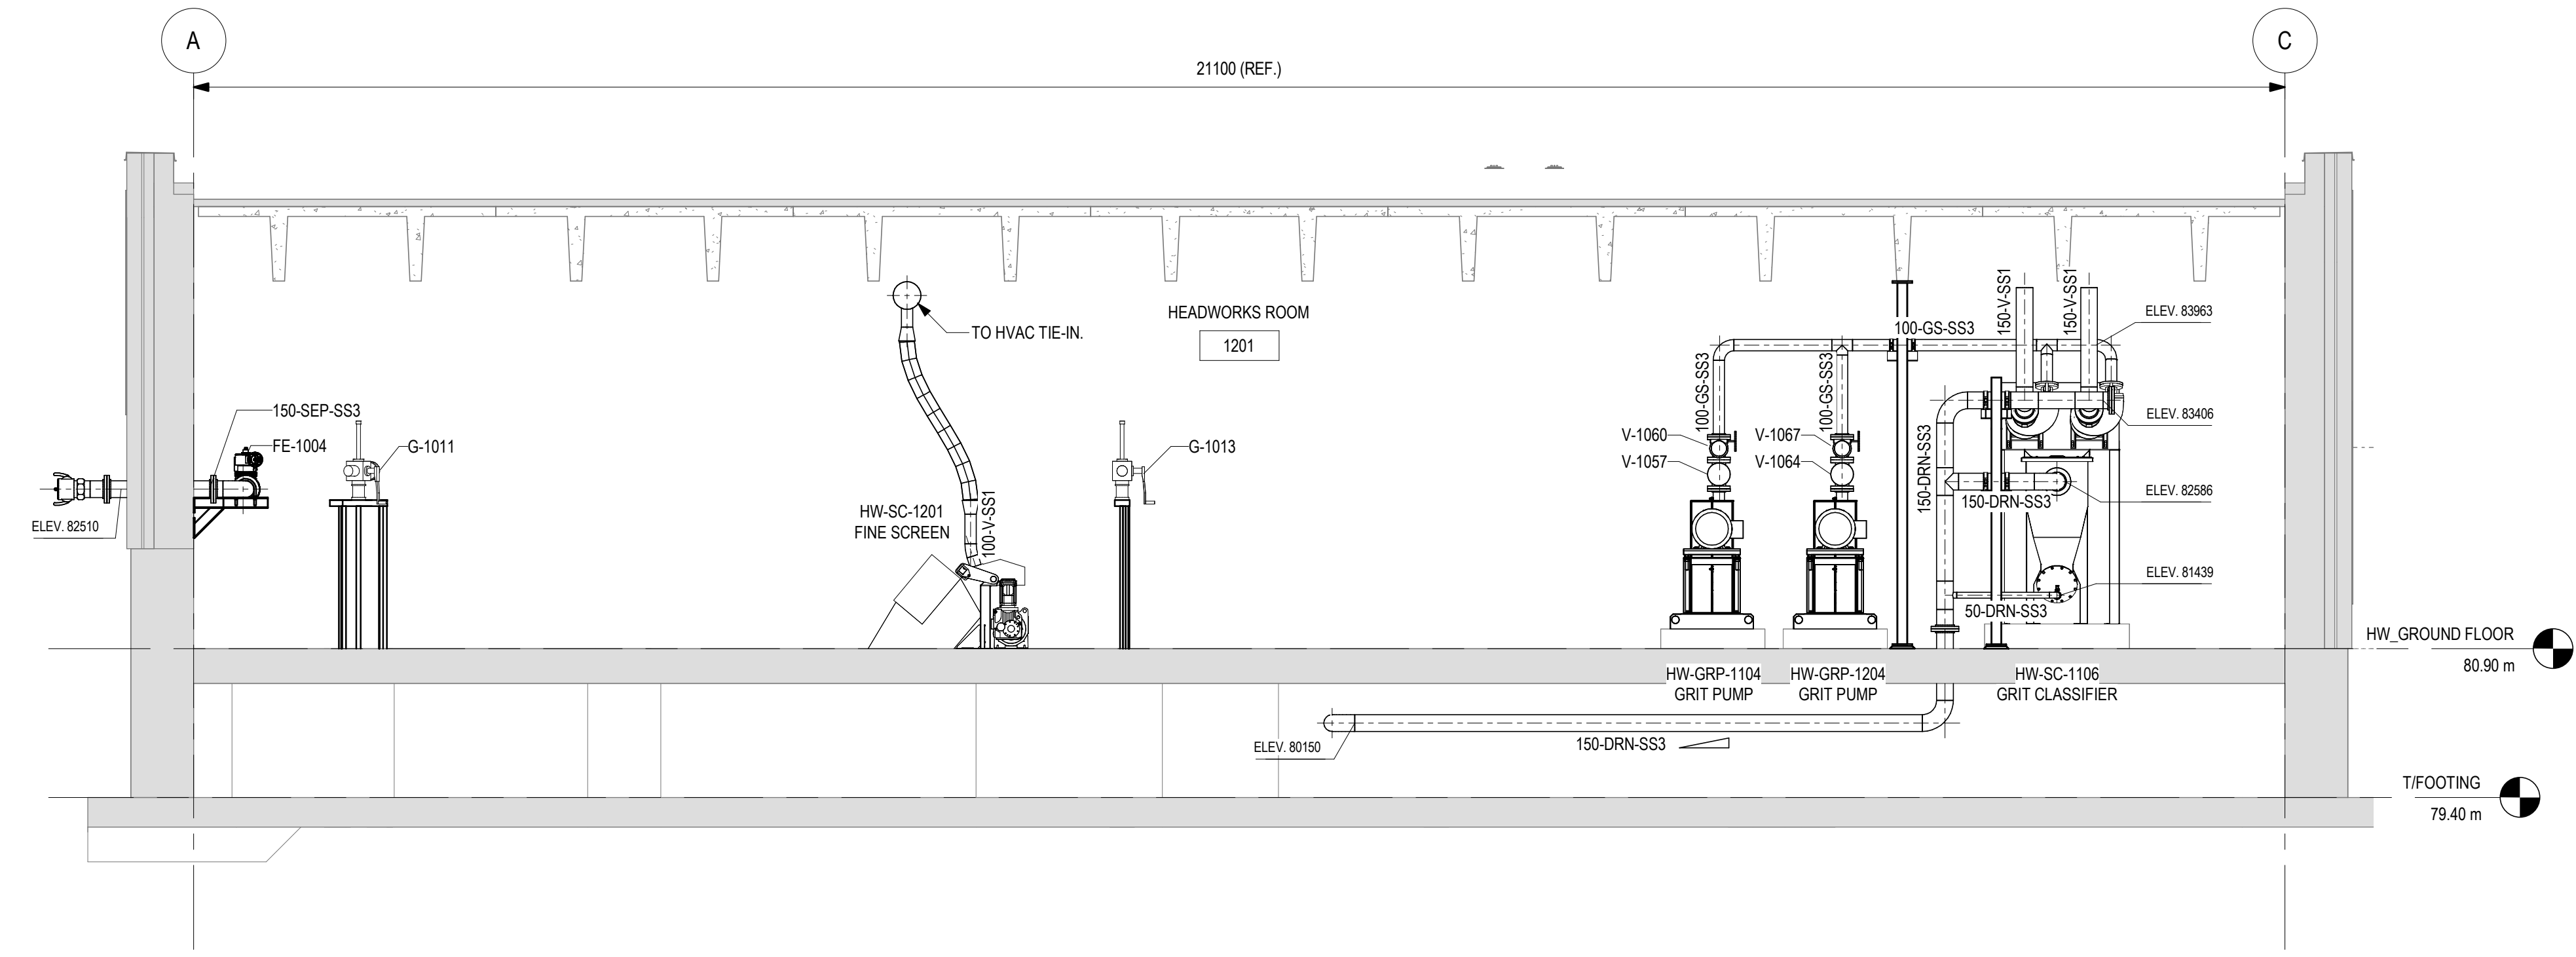 A
C
21100 (REF.)
150-V-SS1
150-V-SS1
HEADWORKS ROOM
1201
TO HVAC TIE-IN.
100-GS-SS3
ELEV. 83963
100-GS-SS3
100-GS-SS3
150-SEP-SS3
ELEV. 83406
FE-1004
G-1011
G-1013
V-1060
V-1067
V-1057
V-1064
150-DRN-SS3
ELEV. 82586
150-DRN-SS3
ELEV. 82510
HW-SC-1201
FINE SCREEN
100-V-SS1
ELEV. 81439
50-DRN-SS3
HW_GROUND FLOOR
80.90 m
HW-GRP-1104
GRIT PUMP
HW-GRP-1204
GRIT PUMP
HW-SC-1106
GRIT CLASSIFIER
ELEV. 80150
150-DRN-SS3
T/FOOTING
79.40 m